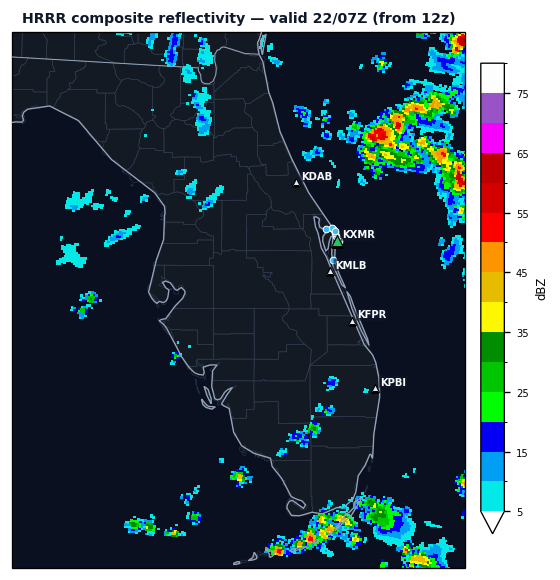 HRRR composite reflectivity — valid 22/07Z (from 12z)
KDAB
KXMR
KMLB
KFPR
KPBI
75
65
55
45
35
25
15
5
dBZ